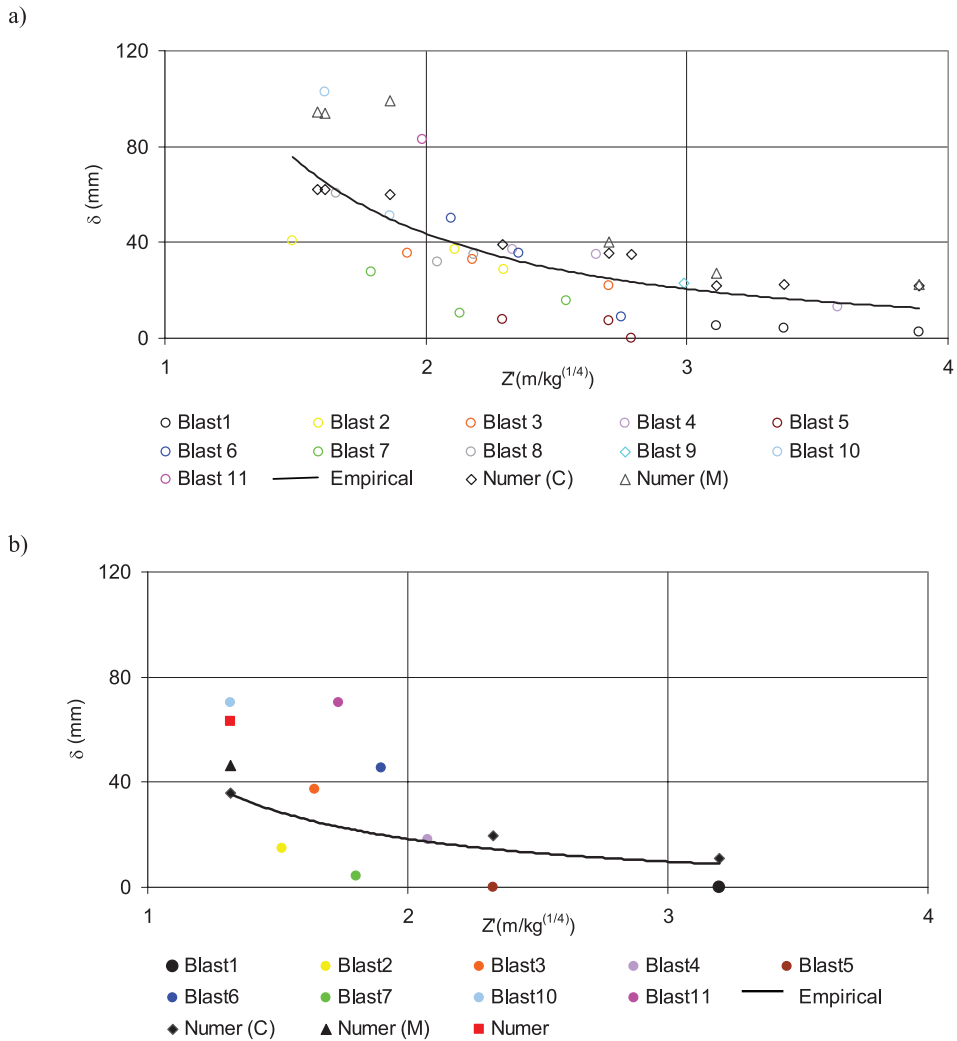 a)
120
80
40
0
δ (mm)
1 2 3 4
Z'(m/kg^(1/4))
Blast1 Blast 2 Blast 3 Blast 4 Blast 5
Blast 6 Blast 7 Blast 8 Blast 9 Blast 10
Blast 11 Empirical Numer (C) Numer (M)
b)
120
80
40
0
δ (mm)
1 2 3 4
Z'(m/kg^(1/4))
Blast1 Blast2 Blast3 Blast4 Blast5
Blast6 Blast7 Blast10 Blast11 Empirical
Numer (C) Numer (M) Numer